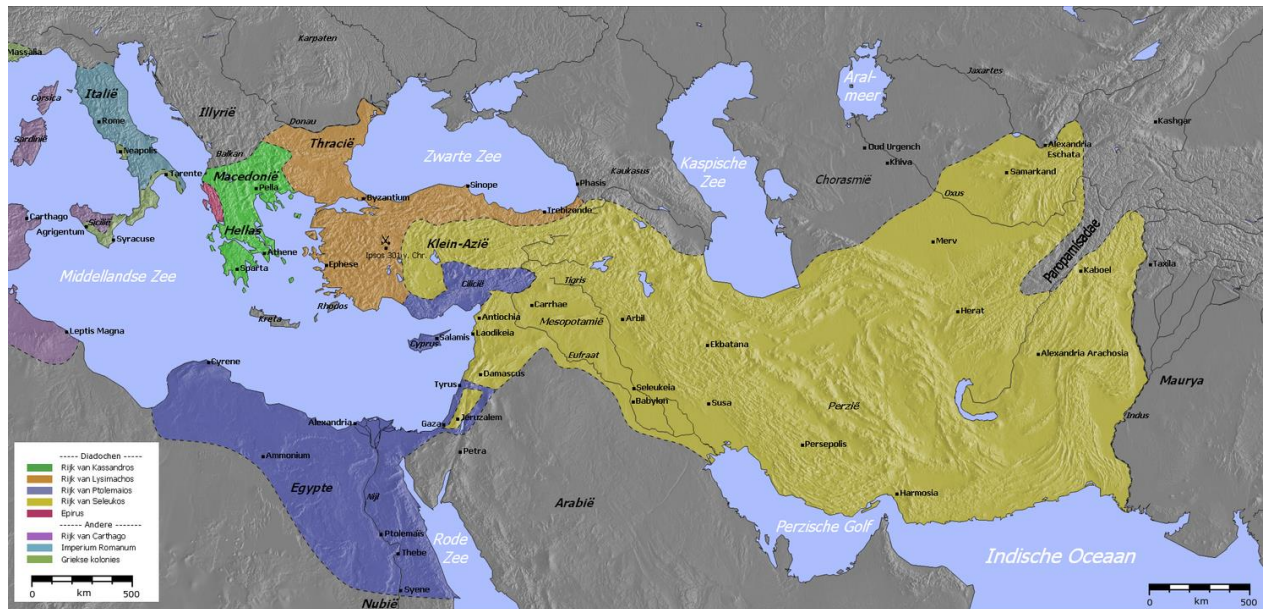 Karpaten
Massalia
Italië
Corsica
Rome
Sardinië
Neapolis
Tarente
Illyrië
Donau
Balkan
Thracië
Macedonië
Pella
Byzantium
Zwarte Zee
Sinope
Phasis
Trebizonde
Kaukasus
Kaspische
Zee
Aral-
meer
Jaxartes
Oud Urgench
Khiva
Chorasmië
Oxus
Alexandria
Eschata
Samarkand
Kashgar
Merv
Paropamisadae
Kaboel
Taxila
Herat
Alexandria Arachosia
Maurya
Indus
Carthago
Sicilië
Agrigentum
Syracuse
Hellas
Athene
Sparta
Middellandse Zee
Ephese
Ipsos 301 v. Chr.
Klein-Azië
Cilicië
Rhodos
Kreta
Cyprus
Salamis
Antiochia
Laodikeia
Carrhae
Tigris
Mesopotamië
Arbil
Eufraat
Ekbatana
Damascus
Tyrus
Jeruzalem
Gaza
Petra
Seleukeia
Babylon
Susa
Perzië
Persepolis
Harmosia
Leptis Magna
Cyrene
Alexandria
Ammonium
Egypte
Nijl
Ptolemaïs
Thebe
Syene
Nubië
Rode
Zee
Arabië
Perzische Golf
Indische Oceaan
----- Diadochen -----
Rijk van Kassandros
Rijk van Lysimachos
Rijk van Ptolemaios
Rijk van Seleukos
Epirus
------ Andere ------
Rijk van Carthago
Imperium Romanum
Griekse kolonies
0 km 500
0 km 500